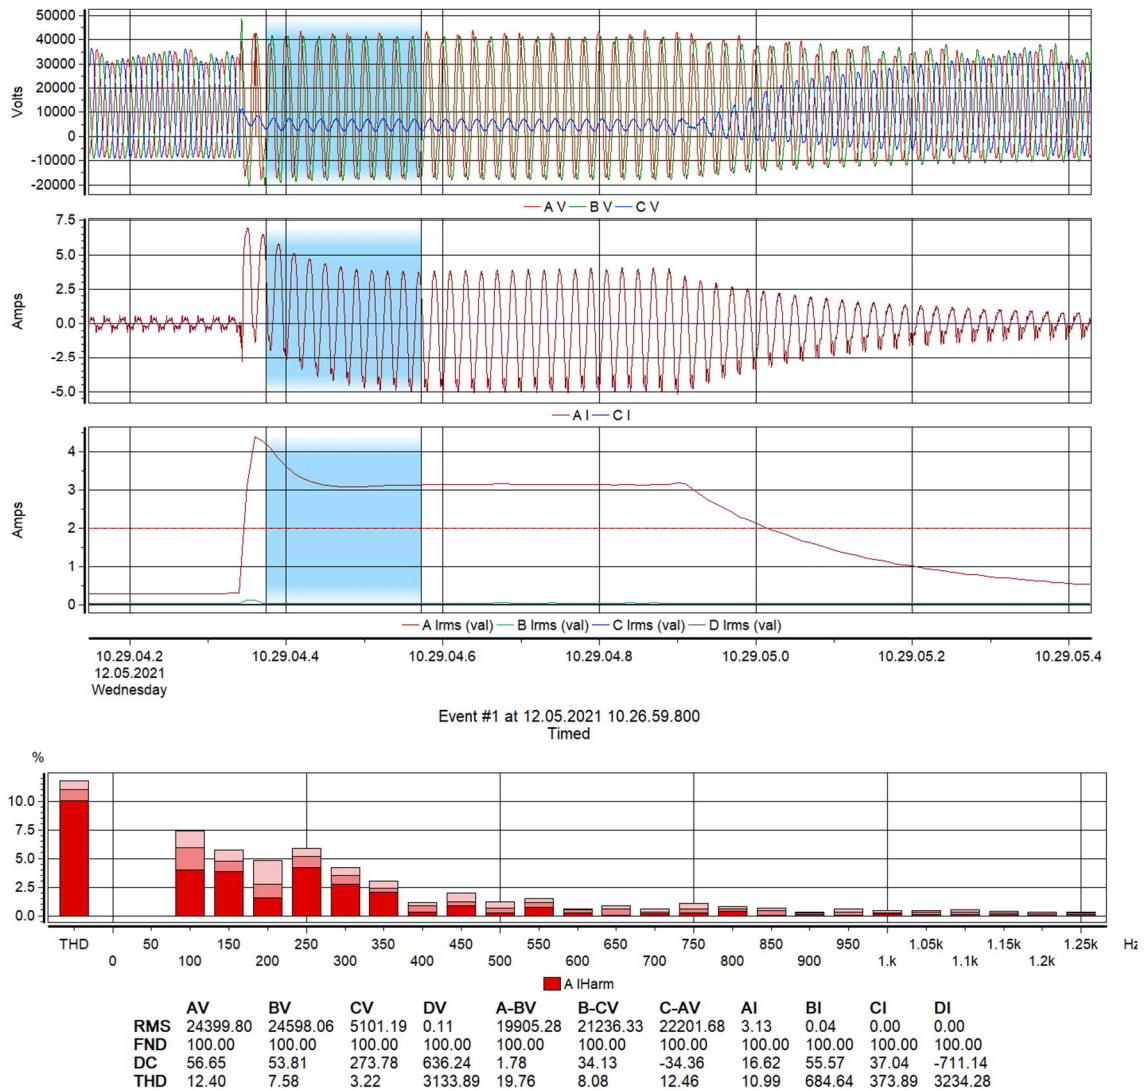 50000
40000
30000
20000
10000
0
-10000
-20000
Volts
A V B V C V
7.5
5.0
2.5
0.0
-2.5
-5.0
Amps
A I C I
4
3
2
1
0
Amps
A Irms (val) B Irms (val) C Irms (val) D Irms (val)
10.29.04.2 10.29.04.4 10.29.04.6 10.29.04.8 10.29.05.0 10.29.05.2 10.29.05.4
12.05.2021
Wednesday
Event #1 at 12.05.2021 10.26.59.800
Timed
%
10.0
7.5
5.0
2.5
0.0
THD 50 150 250 350 450 550 650 750 850 950 1.05k 1.15k 1.25k Hz
0 100 200 300 400 500 600 700 800 900 1.k 1.1k 1.2k
A IHarm
AV BV CV DV A-BV B-CV C-AV AI BI CI DI
RMS 24399.80 24598.06 5101.19 0.11 19905.28 21236.33 22201.68 3.13 0.04 0.00 0.00
FND 100.00 100.00 100.00 100.00 100.00 100.00 100.00 100.00 100.00 100.00 100.00
DC 56.65 53.81 273.78 636.24 1.78 34.13 -34.36 16.62 55.57 37.04 -711.14
THD 12.40 7.58 3.22 3133.89 19.76 8.08 12.46 10.99 684.64 373.89 3234.28